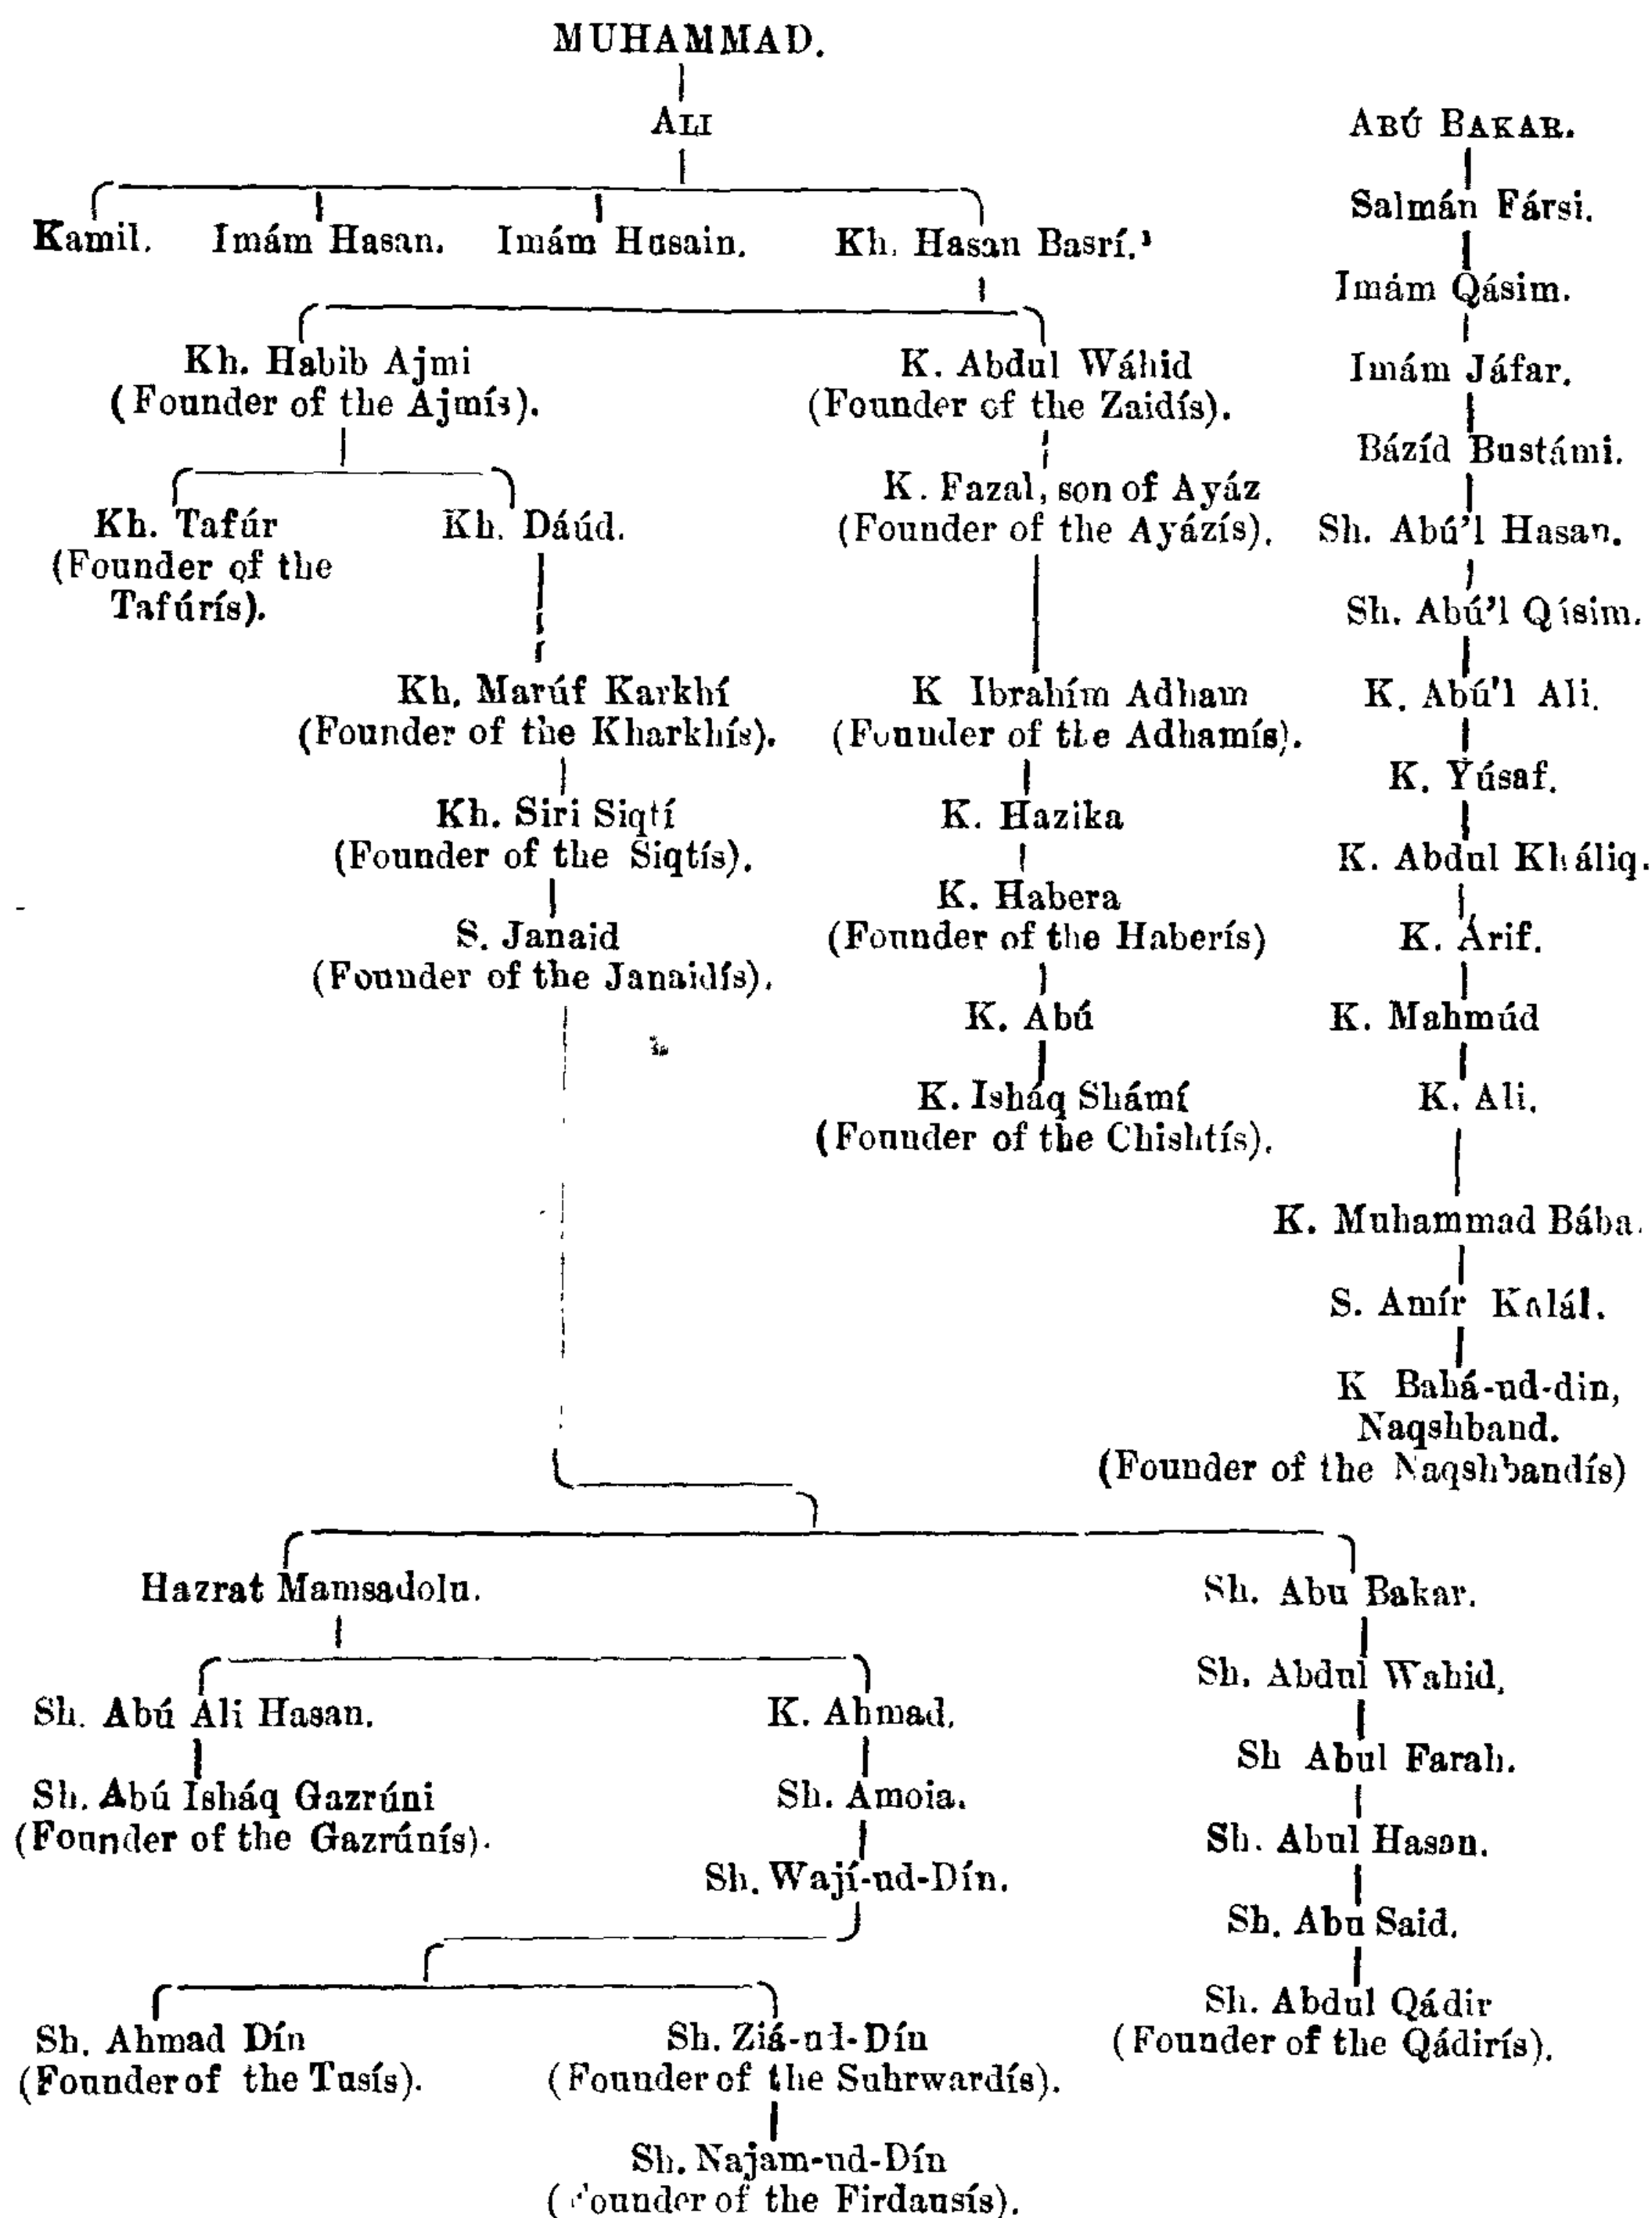 MUHAMMAD.
ALI
ABÚ BAKAR.
Salmán Fársi.
Kamil. Imám Hasan. Imám Husain. Kh. Hasan Basrí.¹
Imám Qásim.
Kh. Habib Ajmi
(Founder of the Ajmís).
K. Abdul Wáhid
(Founder of the Zaidís).
Imám Jáfar.
Bázíd Bustámi.
Kh. Tafúr
(Founder of the
Tafúrís).
Kh. Dáúd.
K. Fazal, son of Ayáz
(Founder of the Ayázís).
Sh. Abú'l Hasan.
Sh. Abú'l Qásim.
Kh. Marúf Karkhí
(Founder of the Kharkhís).
K Ibrahím Adham
(Founder of the Adhamís).
K. Abú'l Ali.
K. Yúsaf.
Kh. Siri Siqtí
(Founder of the Siqtís).
K. Hazika
K. Abdul Kháliq.
K. Habera
(Founder of the Haberís)
S. Janaid
(Founder of the Janaidís).
K. Árif.
K. Abú
K. Mahmúd
K. Isháq Shámí
(Founder of the Chishtís).
K. Ali.
K. Muhammad Bába.
S. Amír Kalál.
K Bahá-ud-din,
Naqshband.
(Founder of the Naqshbandís)
Hazrat Mamsadolu.
Sh. Abu Bakar.
Sh. Abdul Wahid.
Sh. Abú Ali Hasan.
K. Ahmad.
Sh Abul Farah.
Sh. Abú Isháq Gazrúni
(Founder of the Gazrúnís).
Sh. Amoia.
Sh. Abul Hasan.
Sh. Wají-ud-Dín.
Sh. Abu Said.
Sh. Abdul Qádir
(Founder of the Qádirís).
Sh. Ahmad Dín
(Founder of the Tusís).
Sh. Ziá-ud-Dín
(Founder of the Suhrwardís).
Sh. Najam-ud-Dín
(Founder of the Firdausís).